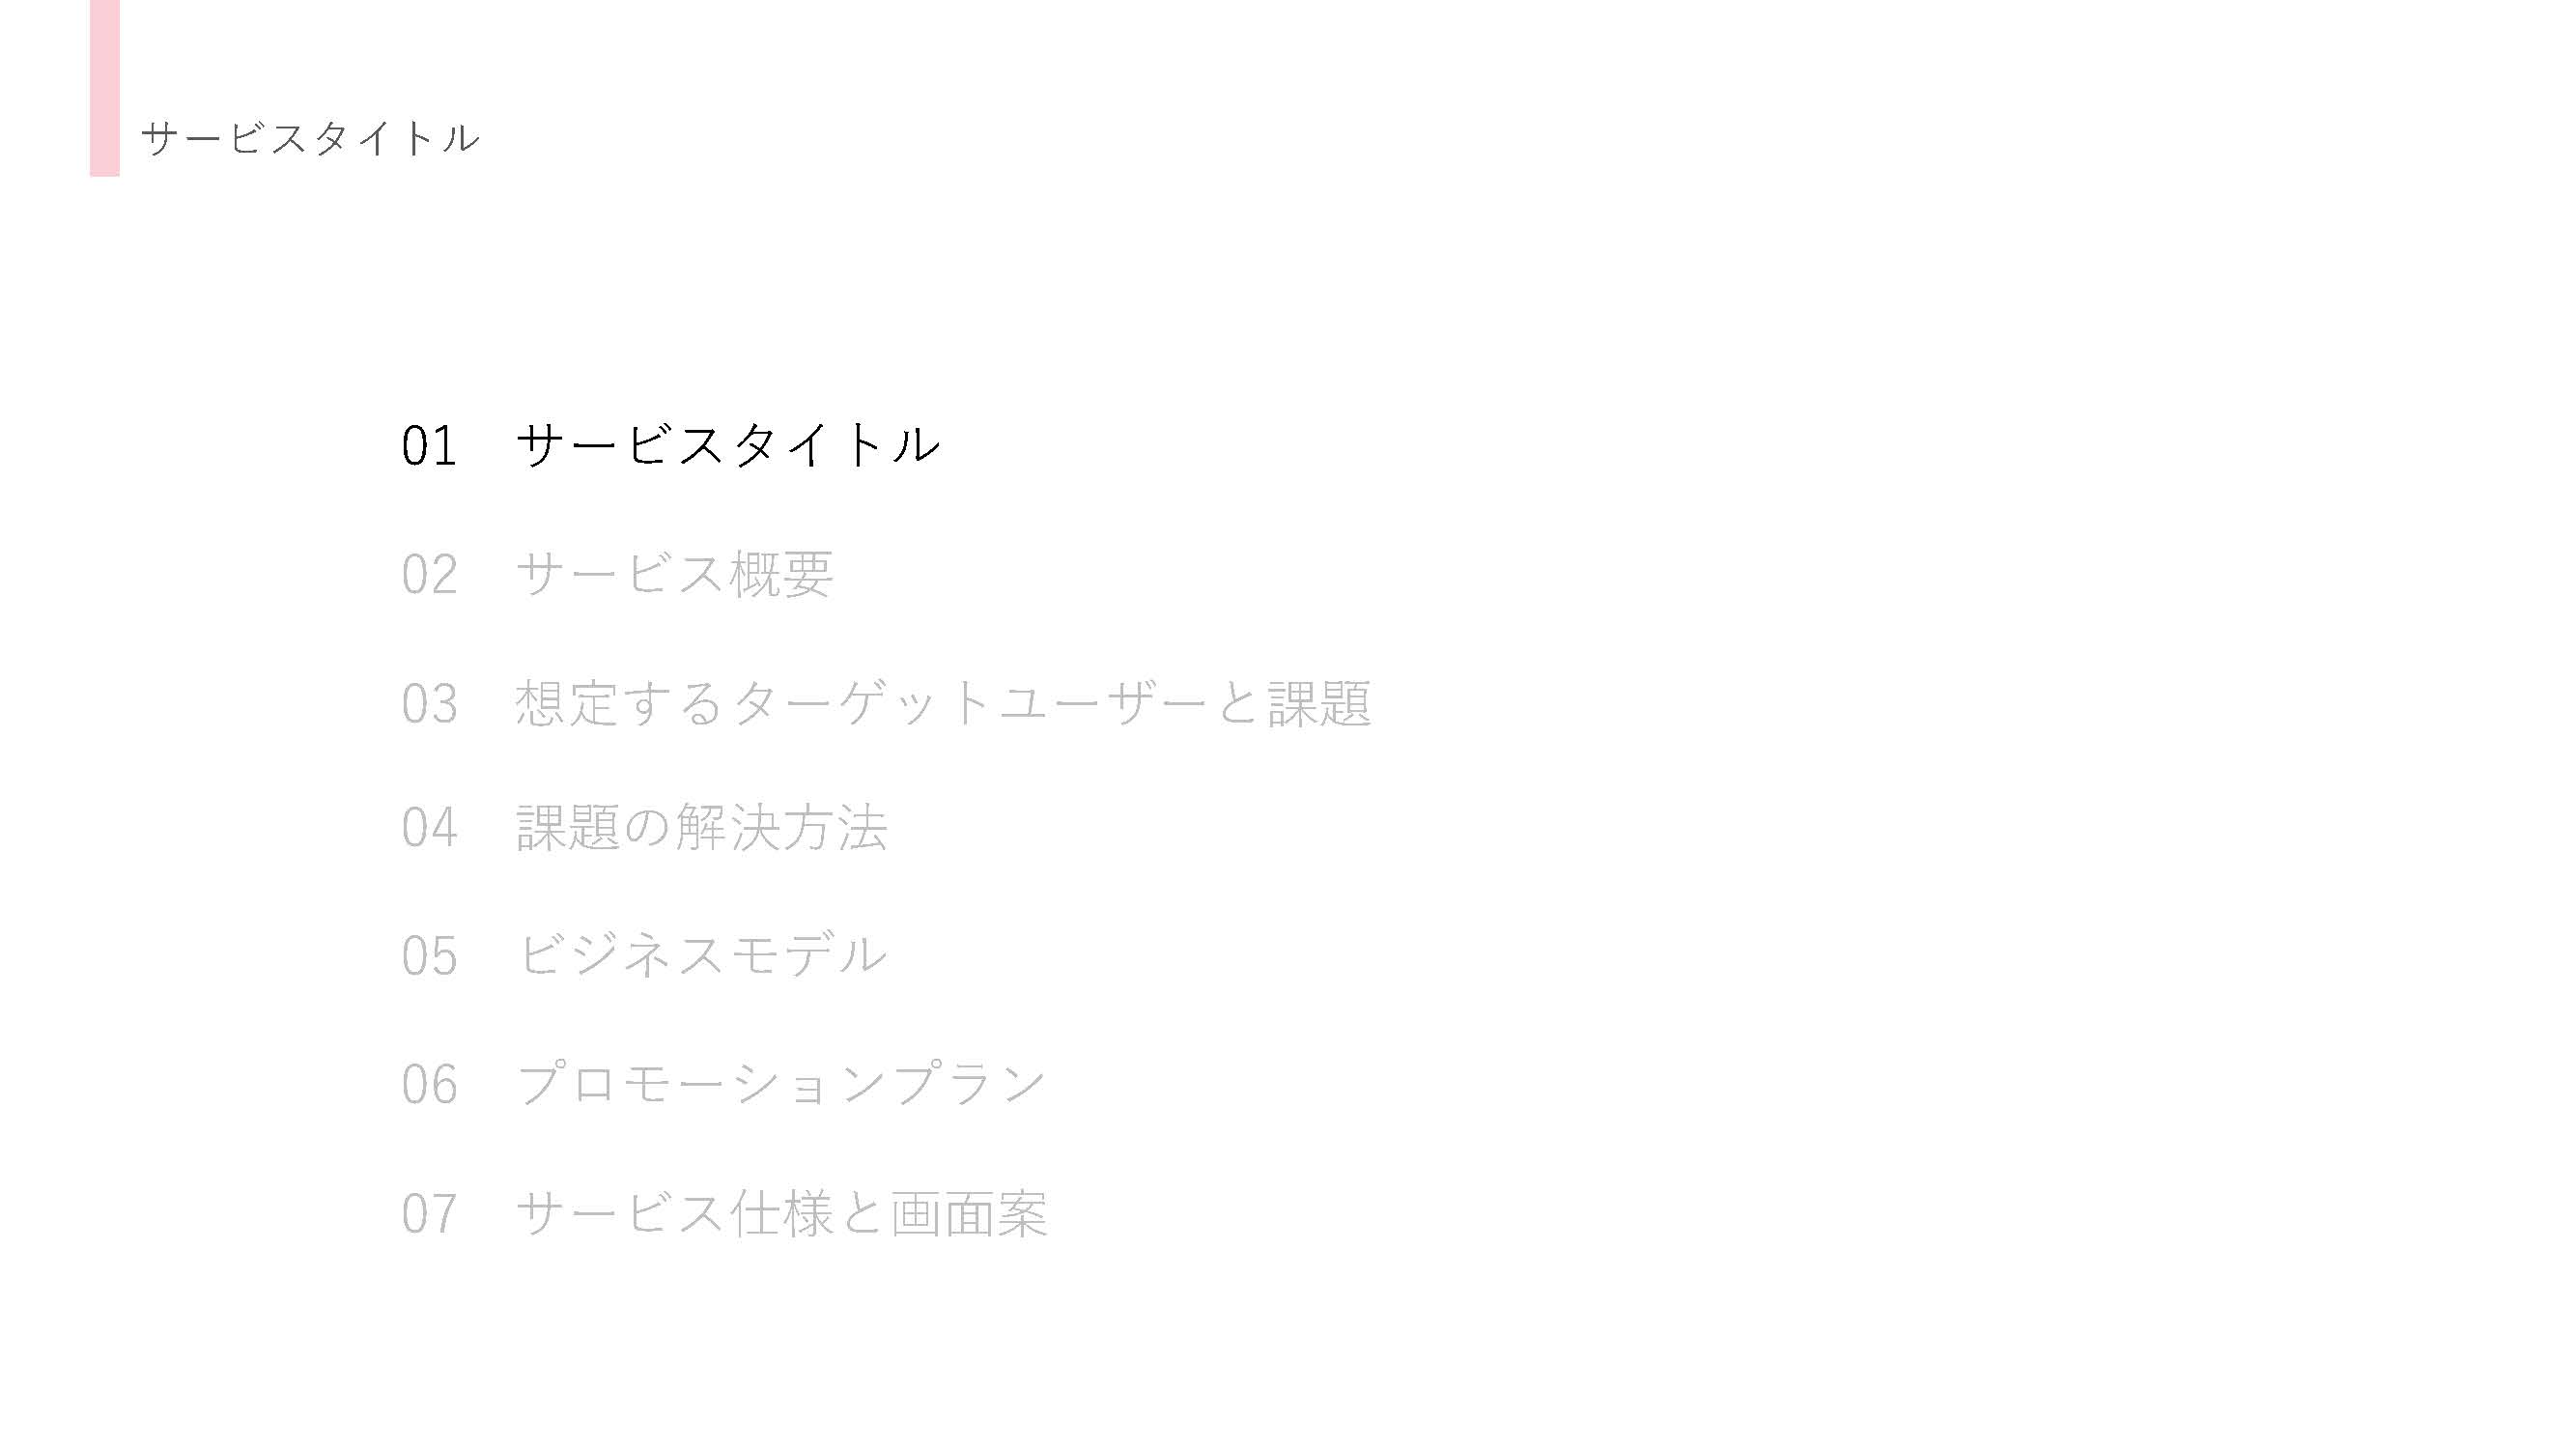 サービスタイトル
01 サービスタイトル
02 サービス概要
03 想定するターゲットユーザーと課題
04 課題の解決方法
05 ビジネスモデル
06 プロモーションプラン
07 サービス仕様と画面案